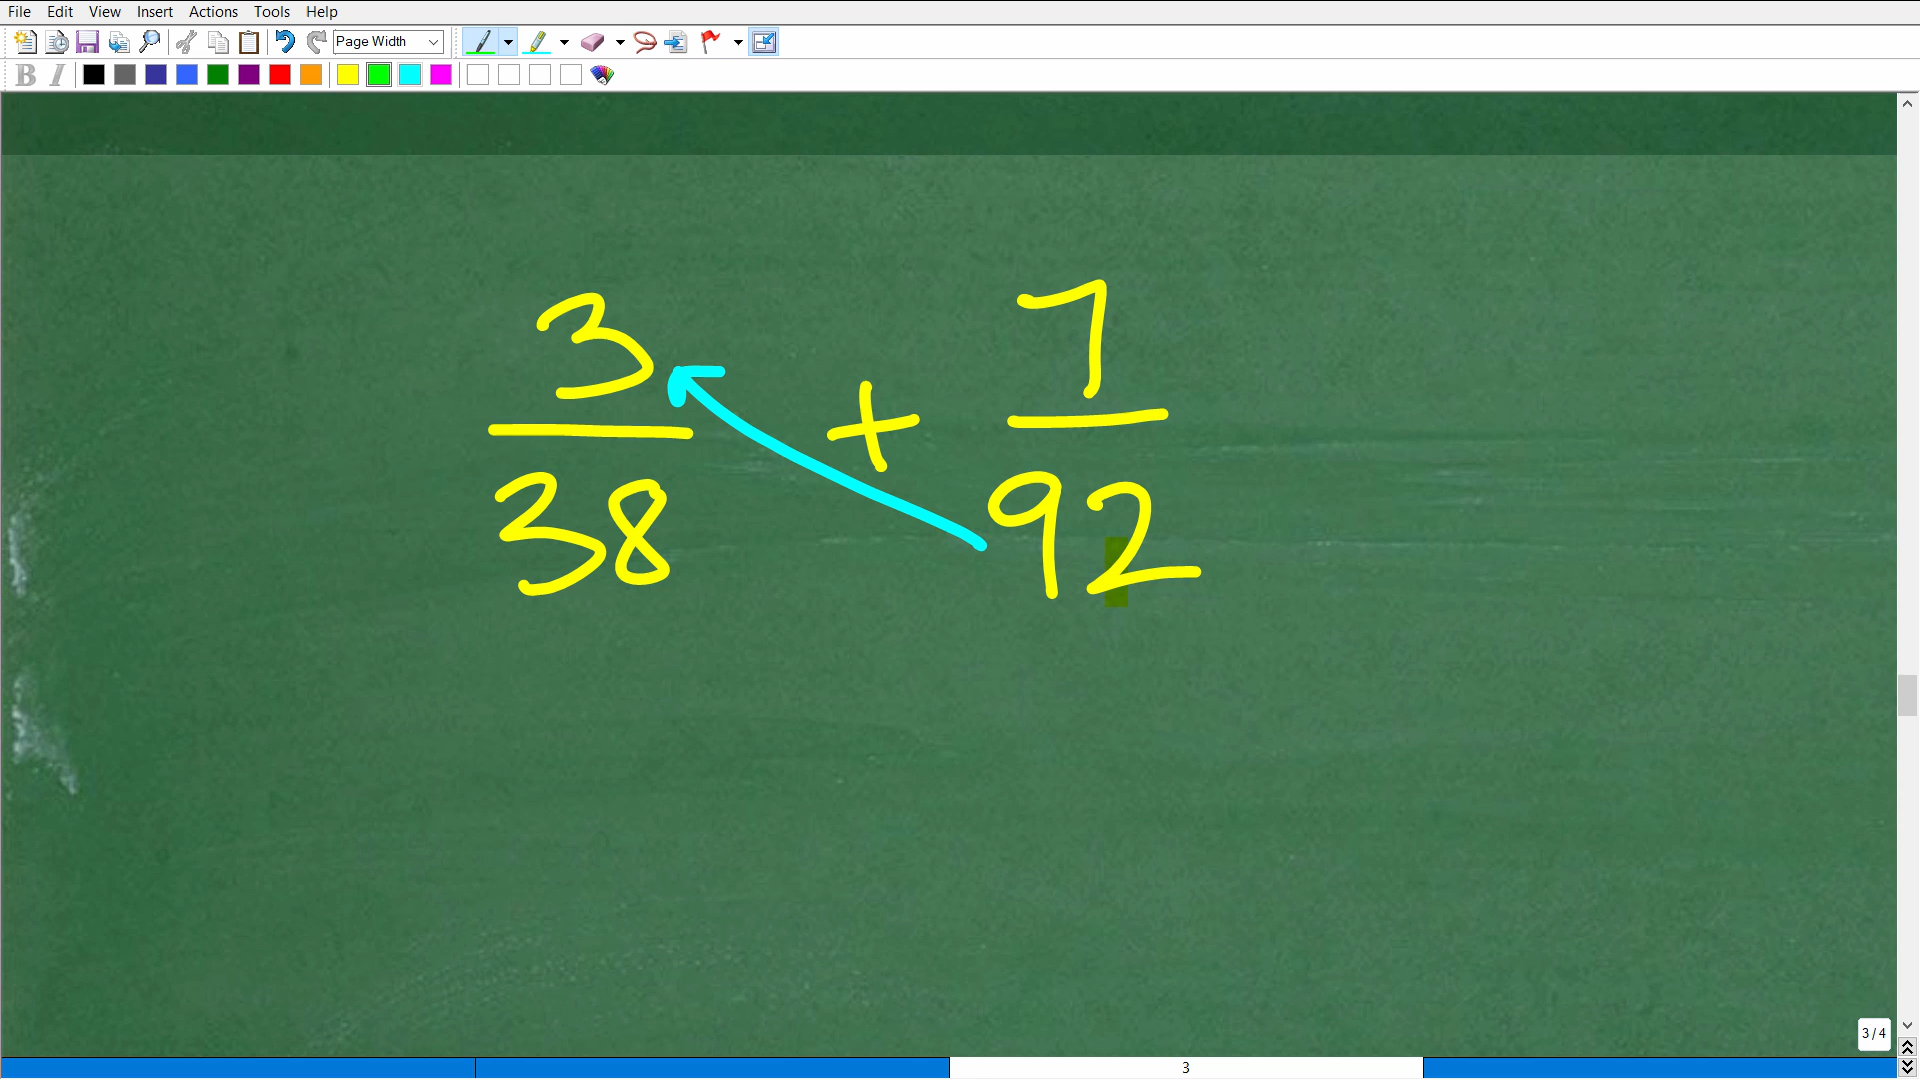 File Edit View Insert Actions Tools Help
Page Width
B I
3/38 + 7/92
3 / 4
3